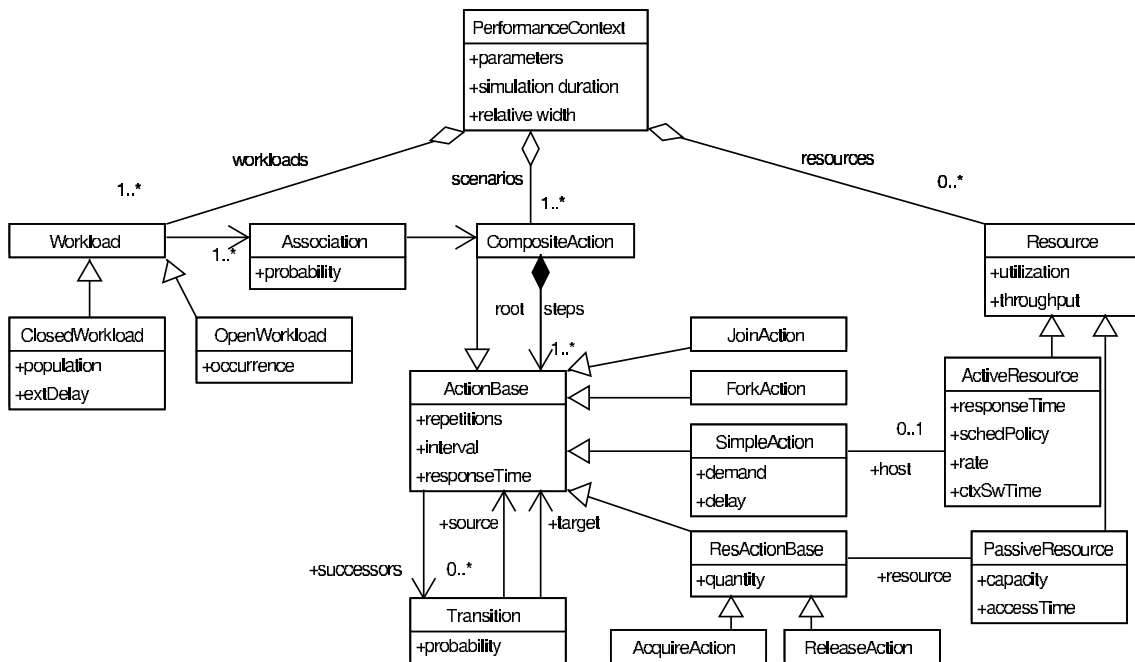 PerformanceContext
+parameters
+simulation duration
+relative width
workloads
scenarios
resources
1..*
1..*
0..*
Workload
1..*
Association
+probability
CompositeAction
Resource
+utilization
+throughput
root
steps
1..*
ClosedWorkload
+population
+extDelay
OpenWorkload
+occurrence
JoinAction
ActionBase
+repetitions
+interval
+responseTime
ForkAction
SimpleAction
+demand
+delay
0..1
+host
ActiveResource
+responseTime
+schedPolicy
+rate
+ctxSwTime
+source
+target
+successors
0..*
ResActionBase
+quantity
+resource
PassiveResource
+capacity
+accessTime
Transition
+probability
AcquireAction
ReleaseAction